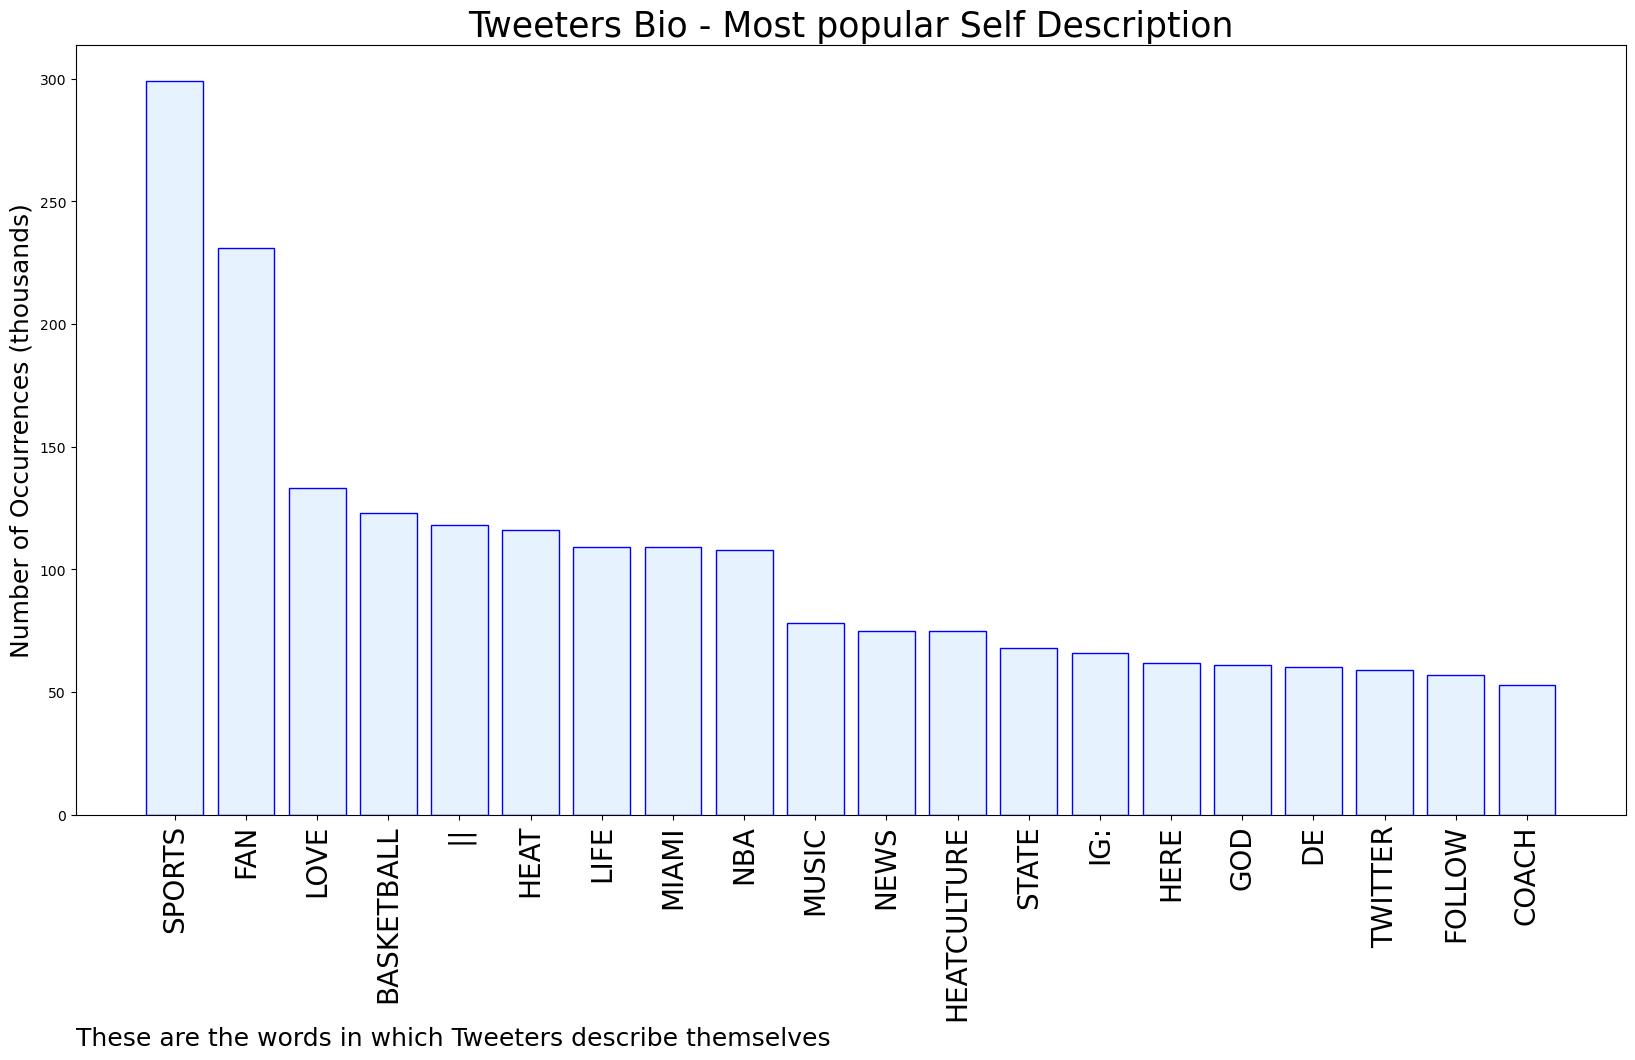 Tweeters Bio - Most popular Self Description
Number of Occurrences (thousands)
300
250
200
150
100
50
0
SPORTS
FAN
LOVE
BASKETBALL
||
HEAT
LIFE
MIAMI
NBA
MUSIC
NEWS
HEATCULTURE
STATE
IG:
HERE
GOD
DE
TWITTER
FOLLOW
COACH
These are the words in which Tweeters describe themselves